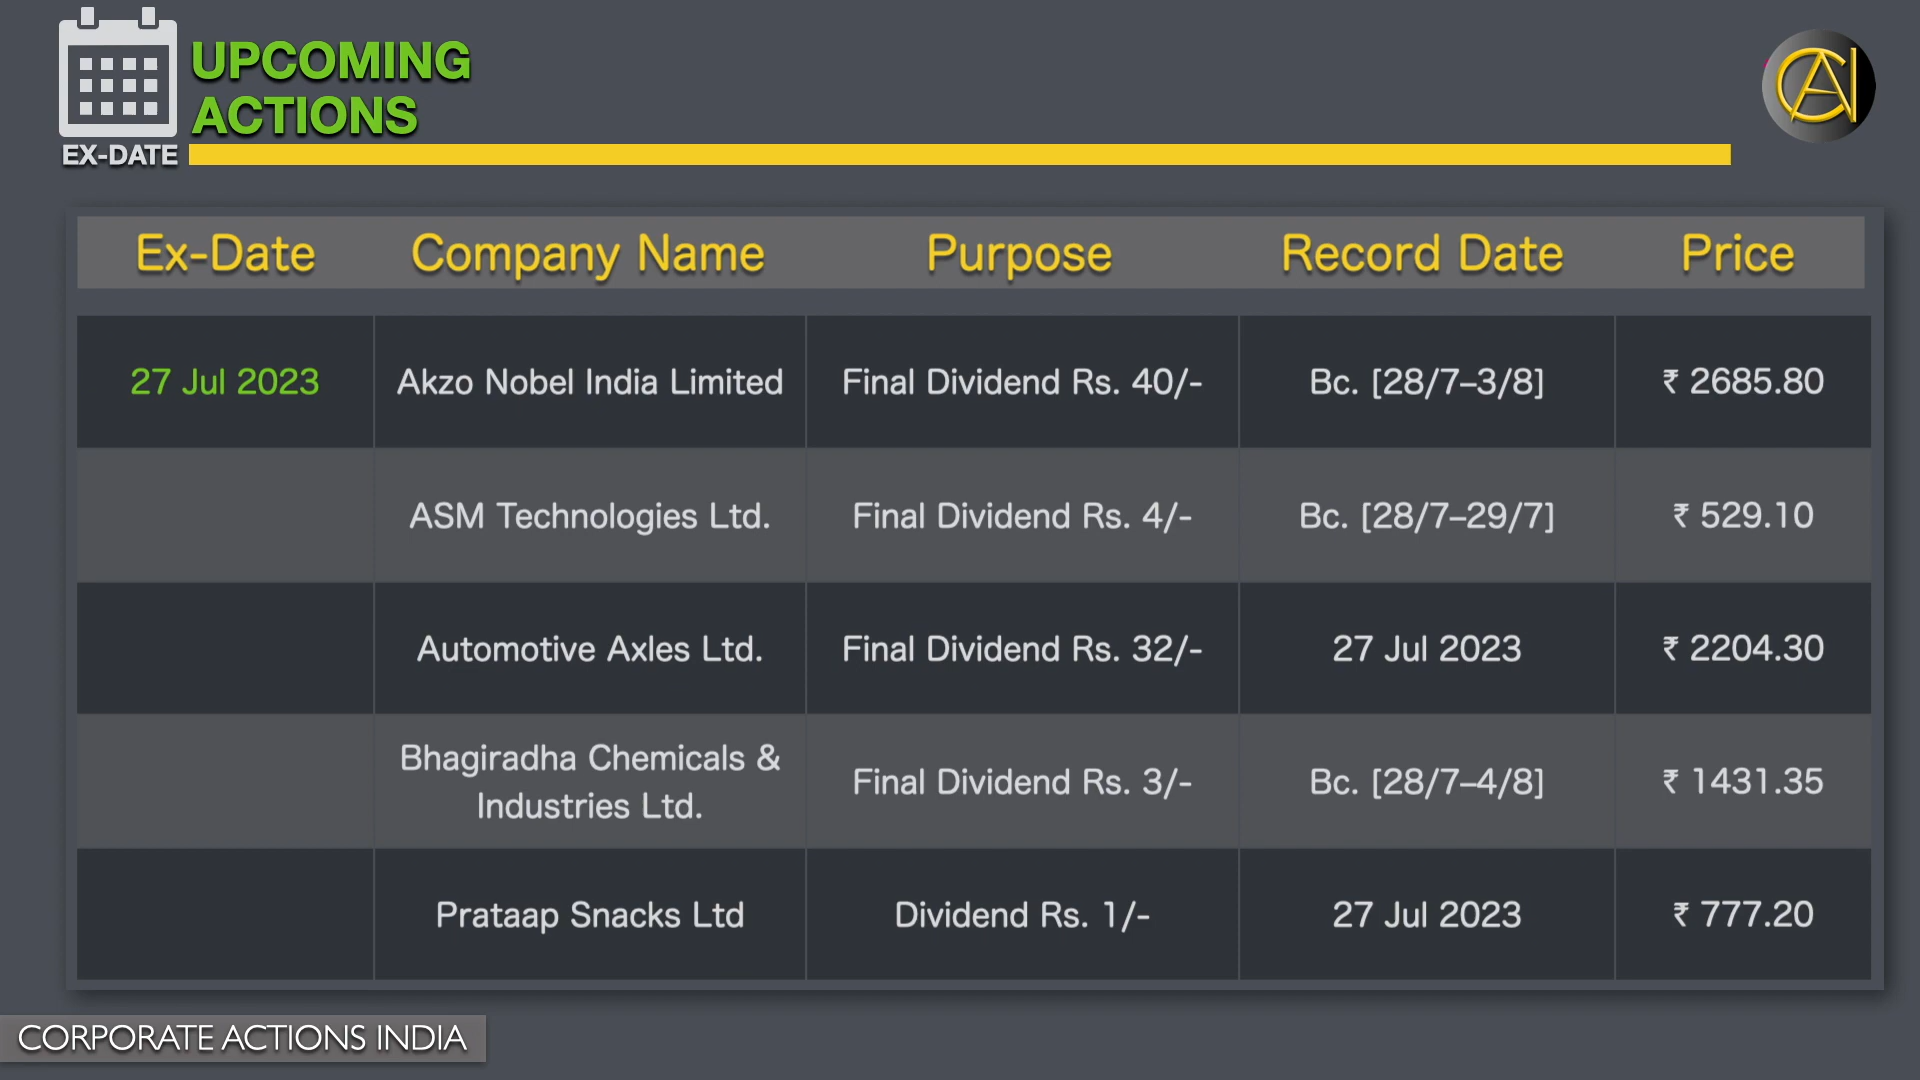 UPCOMING
ACTIONS
EX-DATE
CAI
Ex-Date Company Name Purpose Record Date Price
27 Jul 2023 Akzo Nobel India Limited Final Dividend Rs. 40/- Bc. [28/7–3/8] ₹ 2685.80
ASM Technologies Ltd. Final Dividend Rs. 4/- Bc. [28/7–29/7] ₹ 529.10
Automotive Axles Ltd. Final Dividend Rs. 32/- 27 Jul 2023 ₹ 2204.30
Bhagiradha Chemicals &
Industries Ltd. Final Dividend Rs. 3/- Bc. [28/7–4/8] ₹ 1431.35
Prataap Snacks Ltd Dividend Rs. 1/- 27 Jul 2023 ₹ 777.20
CORPORATE ACTIONS INDIA